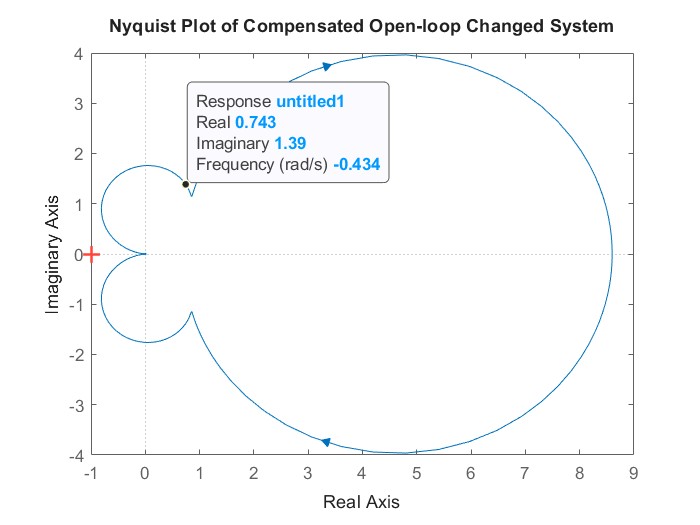 Nyquist Plot of Compensated Open-loop Changed System
4
3
2
1
0
-1
-2
-3
-4
Imaginary Axis
Response untitled1
Real 0.743
Imaginary 1.39
Frequency (rad/s) -0.434
-1 0 1 2 3 4 5 6 7 8 9
Real Axis